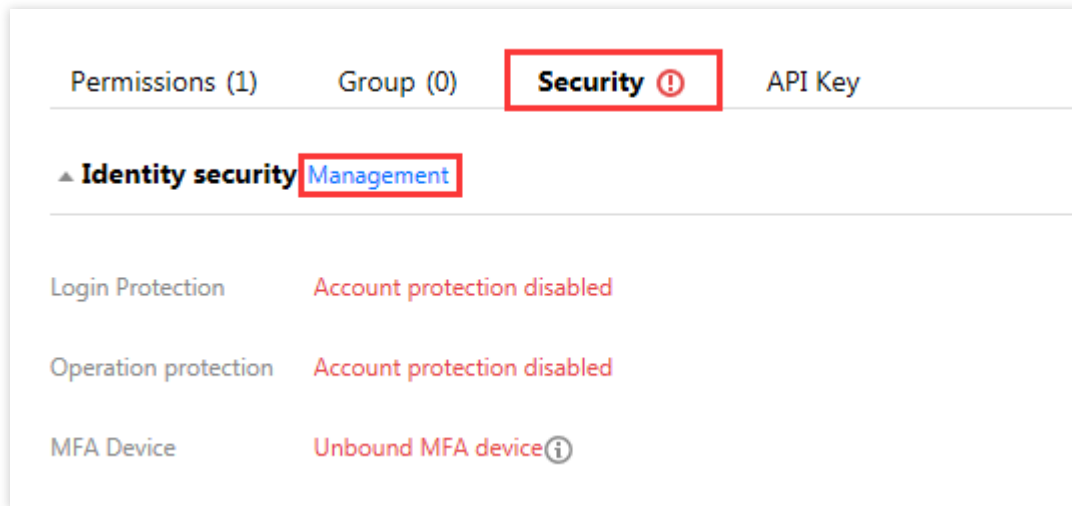 Permissions (1) Group (0) Security API Key
Identity security Management
Login Protection Account protection disabled
Operation protection Account protection disabled
MFA Device Unbound MFA device